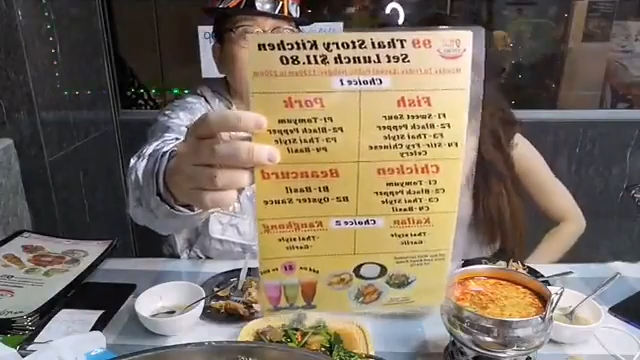 99 Thai Story Kitchen
Set Lunch $11.80
Choice 1
Fish
F1- Sweet Sour
F2- Black Pepper
F3- Thai Style
F4- Stir-Fry Chinese
Celery
Pork
P1- Tomyum
P2- Black Pepper
P3- Thai Style
P4- Basil
Chicken
C1- Tomyum
C2- Black Pepper
C3- Thai Style
C4- Basil
Beancurd
B1- Basil
B2- Oyster Sauce
Choice 2
Kailan
-Thai Style
-Garlic
Kangkong
-Thai Style
-Garlic